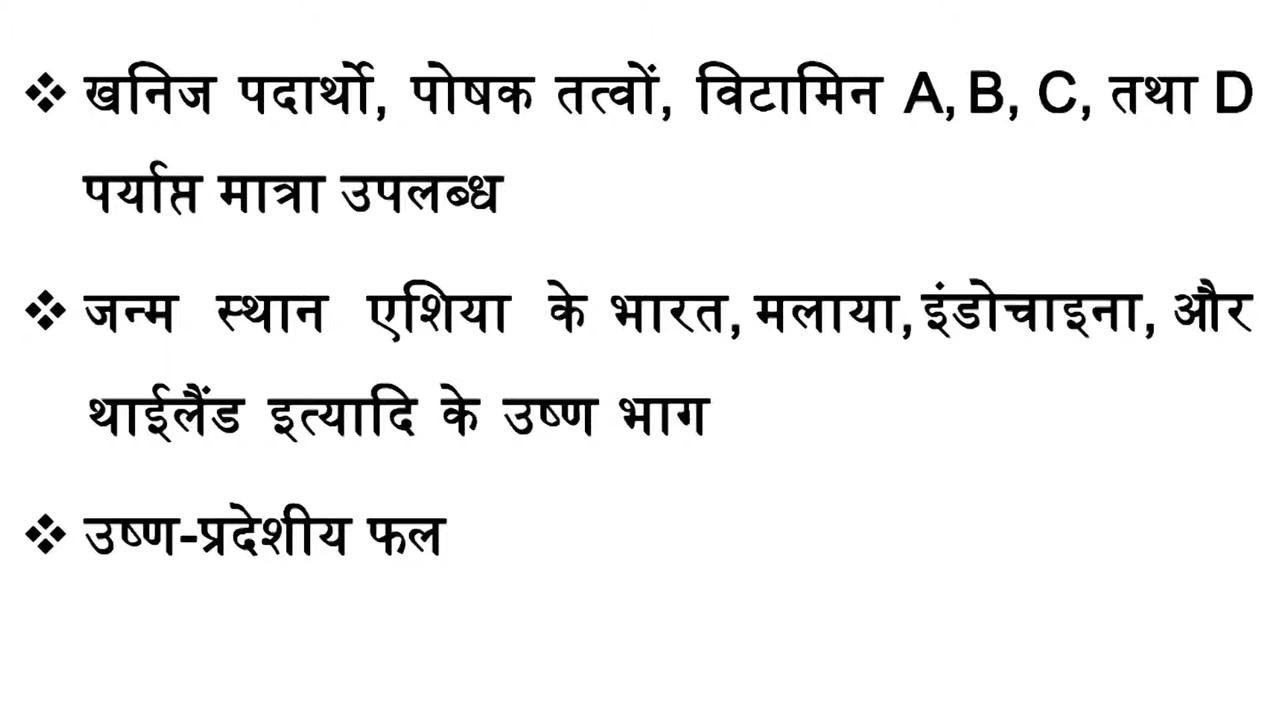 ❖ खनिज पदार्थो, पोषक तत्वों, विटामिन A, B, C, तथा D
पर्याप्त मात्रा उपलब्ध
❖ जन्म स्थान एशिया के भारत, मलाया, इंडोचाइना, और
थाईलैंड इत्यादि के उष्ण भाग
❖ उष्ण-प्रदेशीय फल